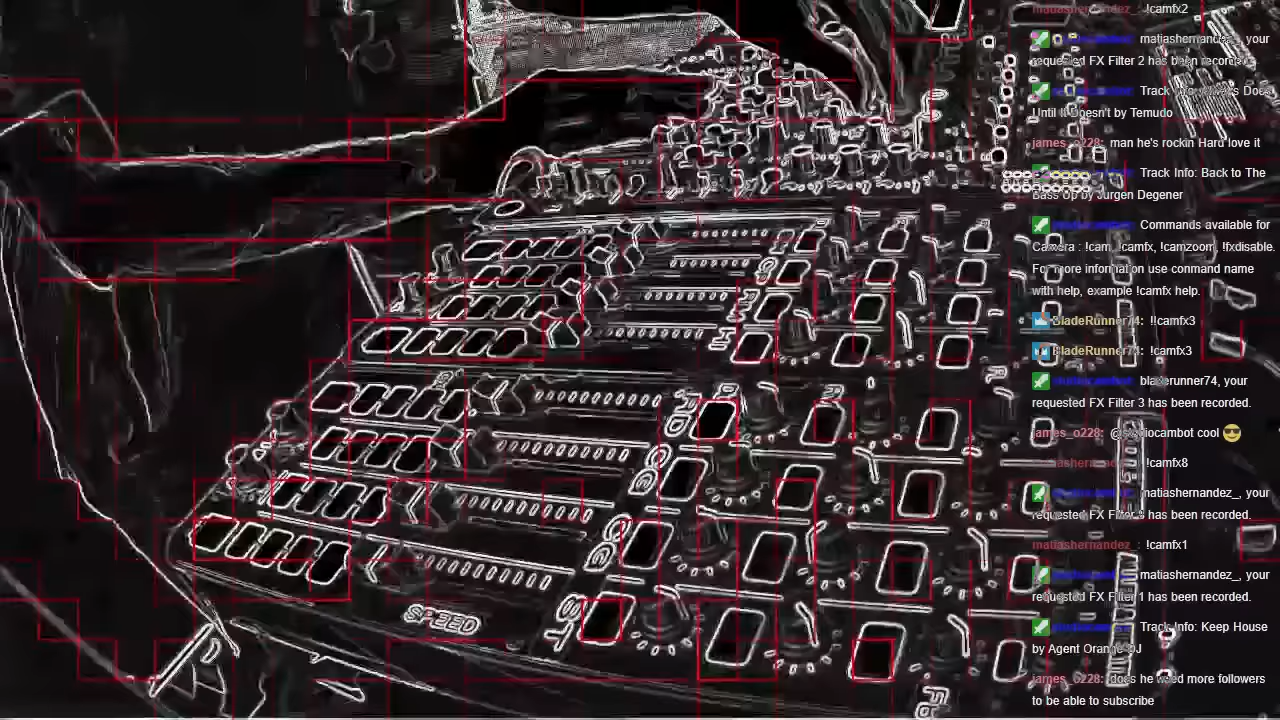 matiashernandez_: !camfx2
matiashernandez_, your
requested FX Filter 2 has been recorded.
Track Info: Does
Until It Doesn't by Temudo
james_o228: man he's rockin Hard love it
Track Info: Back to The
Bass Up by Jurgen Degener
Commands available for
Camera : !cam, !camfx, !camzoom, !fxdisable.
For more information use command name
with help, example !camfx help.
BladeRunner74: !!camfx3
BladeRunner74: !camfx3
bladerunner74, your
requested FX Filter 3 has been recorded.
james_o228: @studiocambot cool 😎
matiashernandez_: !camfx8
matiashernandez_, your
requested FX Filter 8 has been recorded.
matiashernandez_: !camfx1
matiashernandez_, your
requested FX Filter 1 has been recorded.
Track Info: Keep House
by Agent Orange DJ
james_o228: does he need more followers
to be able to subscribe
SPEED